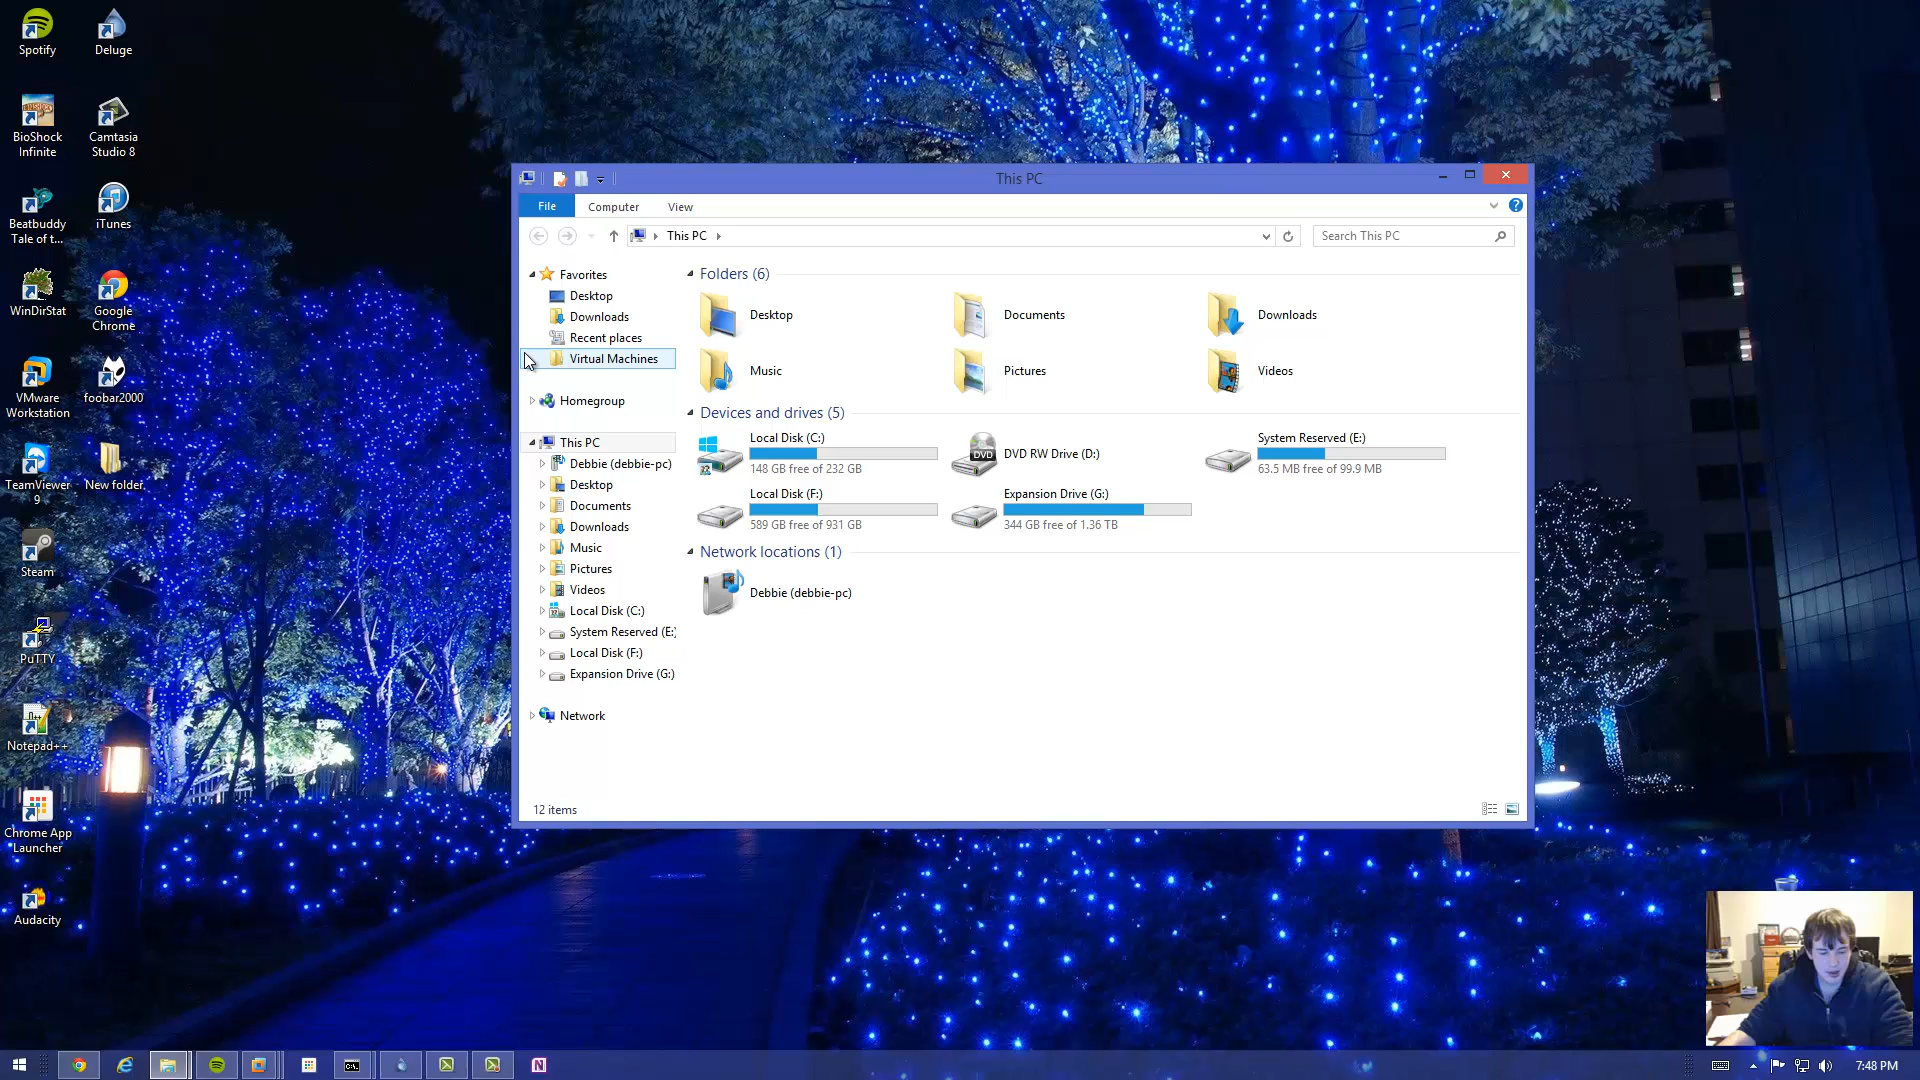 Spotify
Deluge
BioShock
Infinite
Camtasia
Studio 8
Beatbuddy
Tale of t...
iTunes
WinDirStat
Google
Chrome
VMware
Workstation
foobar2000
TeamViewer
9
New folder
Steam
PuTTY
Notepad++
Chrome App
Launcher
Audacity
This PC
File
Computer
View
This PC
Search This PC
Favorites
Desktop
Downloads
Recent places
Virtual Machines
Homegroup
This PC
Debbie (debbie-pc)
Desktop
Documents
Downloads
Music
Pictures
Videos
Local Disk (C:)
System Reserved (E:)
Local Disk (F:)
Expansion Drive (G:)
Network
Folders (6)
Desktop
Documents
Downloads
Music
Pictures
Videos
Devices and drives (5)
Local Disk (C:)
148 GB free of 232 GB
DVD
DVD RW Drive (D:)
System Reserved (E:)
63.5 MB free of 99.9 MB
Local Disk (F:)
589 GB free of 931 GB
Expansion Drive (G:)
344 GB free of 1.36 TB
Network locations (1)
Debbie (debbie-pc)
12 items
7:48 PM